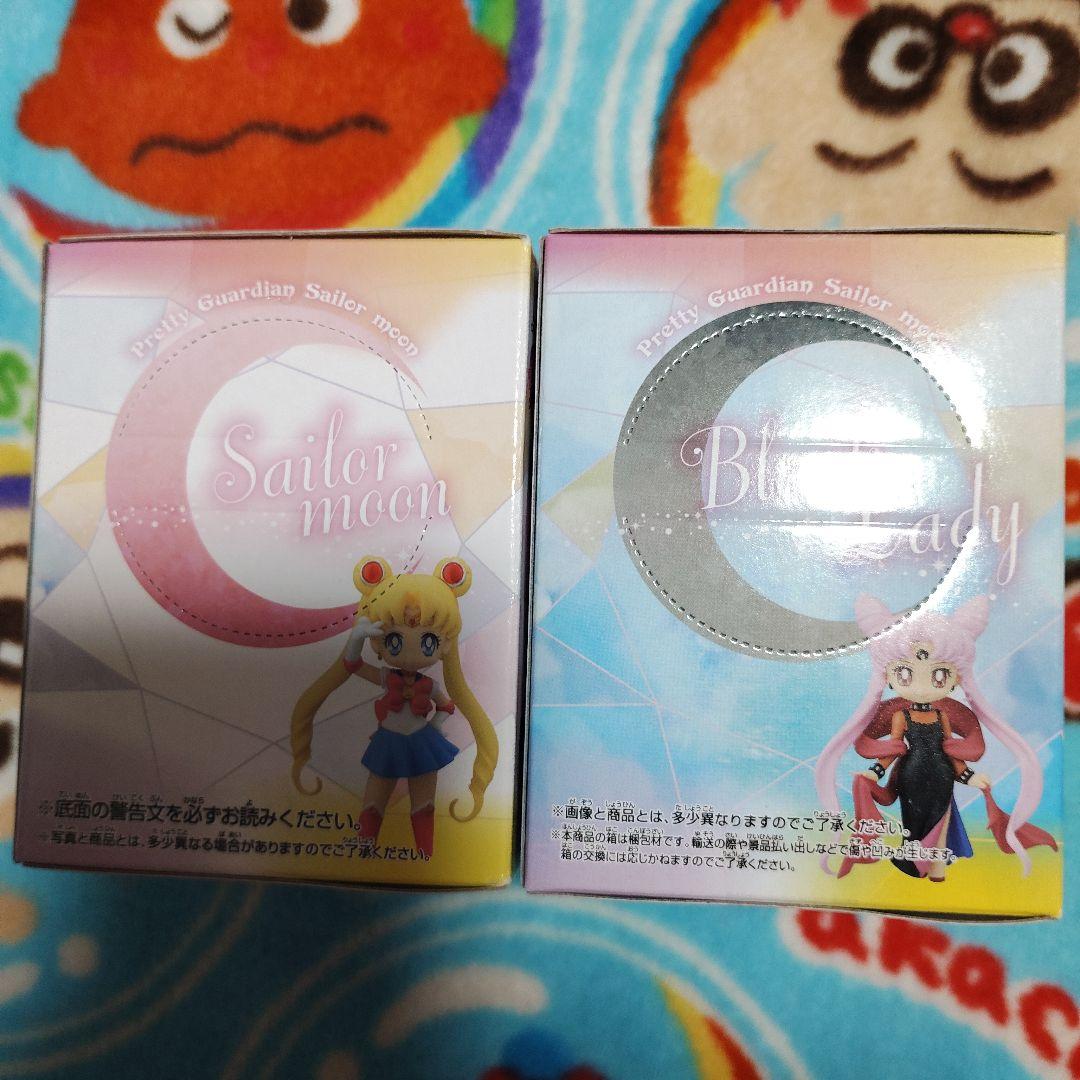 Pretty Guardian Sailor moon
Sailor
moon
※底面の警告文を必ずお読みください。
※写真と商品とは、多少異なる場合がありますのでご了承ください。
Pretty Guardian Sailor moon
Lady
※画像と商品とは、多少異なりますのでご了承ください。
※本商品の箱は梱包材です。輸送の際や景品払い出しなどで傷や凹みが生じます。
箱の交換には応じかねますのでご了承ください。
akac